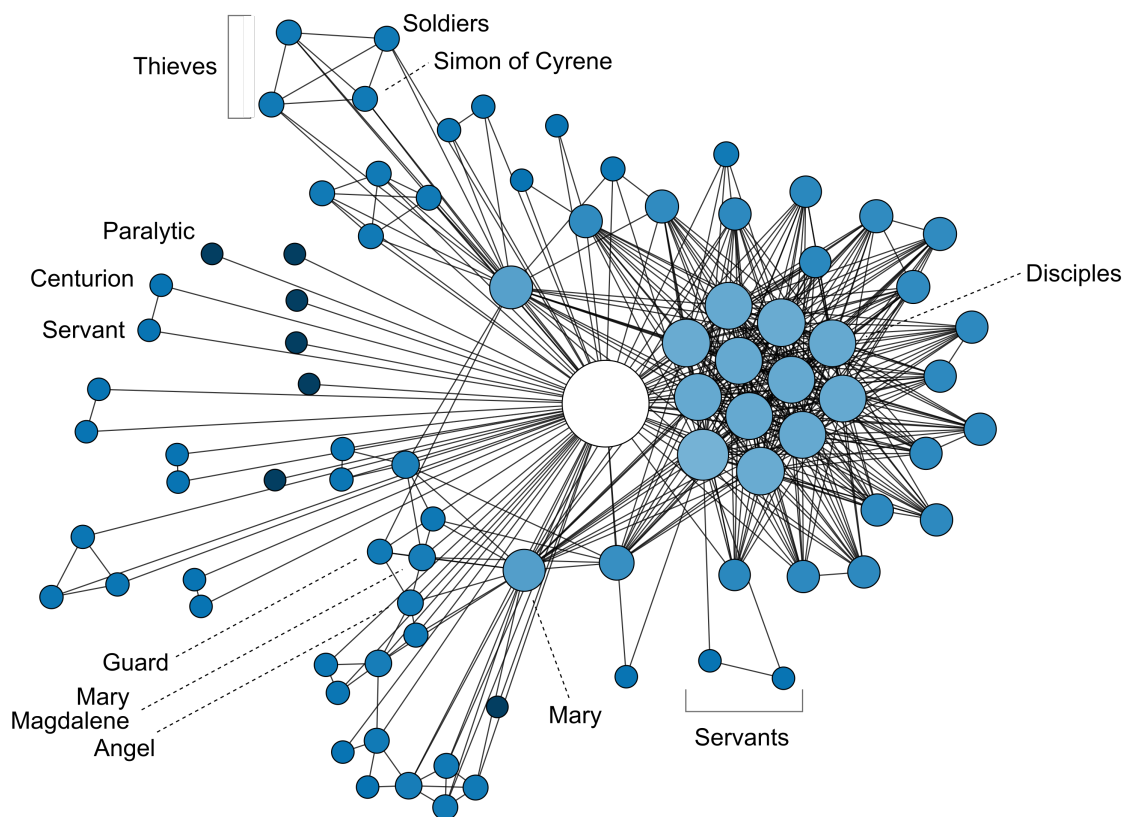 Soldiers
Thieves
Simon of Cyrene
Paralytic
Centurion
Disciples
Servant
Guard
Mary
Magdalene
Angel
Mary
Servants